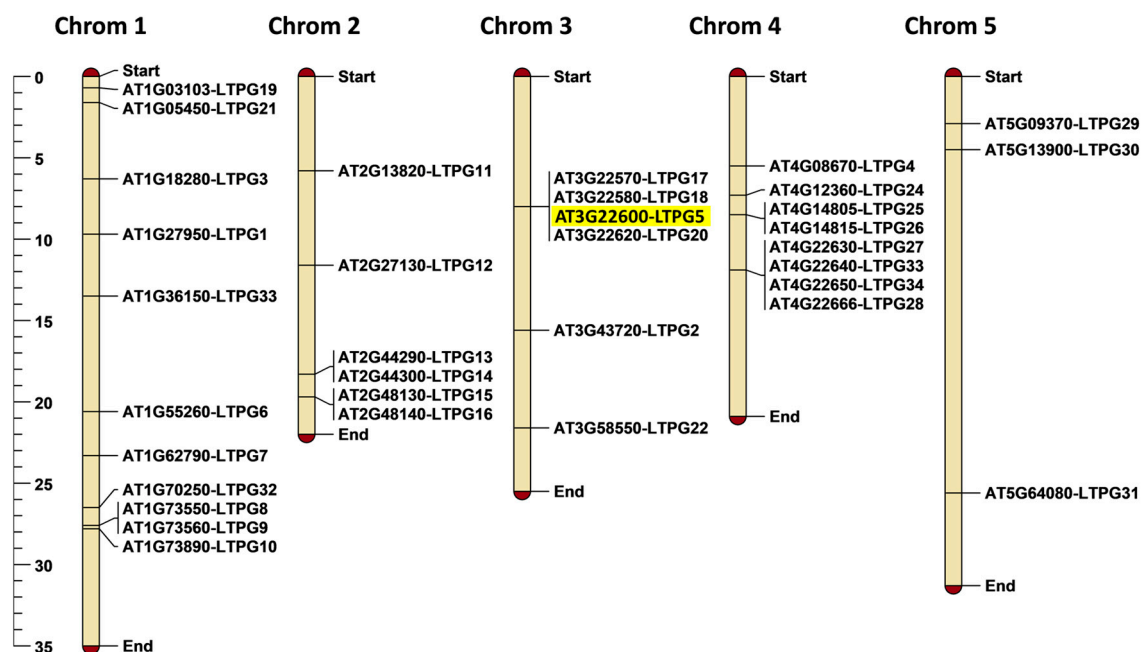 Chrom 1
Chrom 2
Chrom 3
Chrom 4
Chrom 5
0
5
10
15
20
25
30
35
Start
AT1G03103-LTPG19
AT1G05450-LTPG21
AT1G18280-LTPG3
AT1G27950-LTPG1
AT1G36150-LTPG33
AT1G55260-LTPG6
AT1G62790-LTPG7
AT1G70250-LTPG32
AT1G73550-LTPG8
AT1G73560-LTPG9
AT1G73890-LTPG10
End
Start
AT2G13820-LTPG11
AT2G27130-LTPG12
AT2G44290-LTPG13
AT2G44300-LTPG14
AT2G48130-LTPG15
AT2G48140-LTPG16
End
Start
AT3G22570-LTPG17
AT3G22580-LTPG18
AT3G22600-LTPG5
AT3G22620-LTPG20
AT3G43720-LTPG2
AT3G58550-LTPG22
End
Start
AT4G08670-LTPG4
AT4G12360-LTPG24
AT4G14805-LTPG25
AT4G14815-LTPG26
AT4G22630-LTPG27
AT4G22640-LTPG33
AT4G22650-LTPG34
AT4G22666-LTPG28
End
Start
AT5G09370-LTPG29
AT5G13900-LTPG30
AT5G64080-LTPG31
End